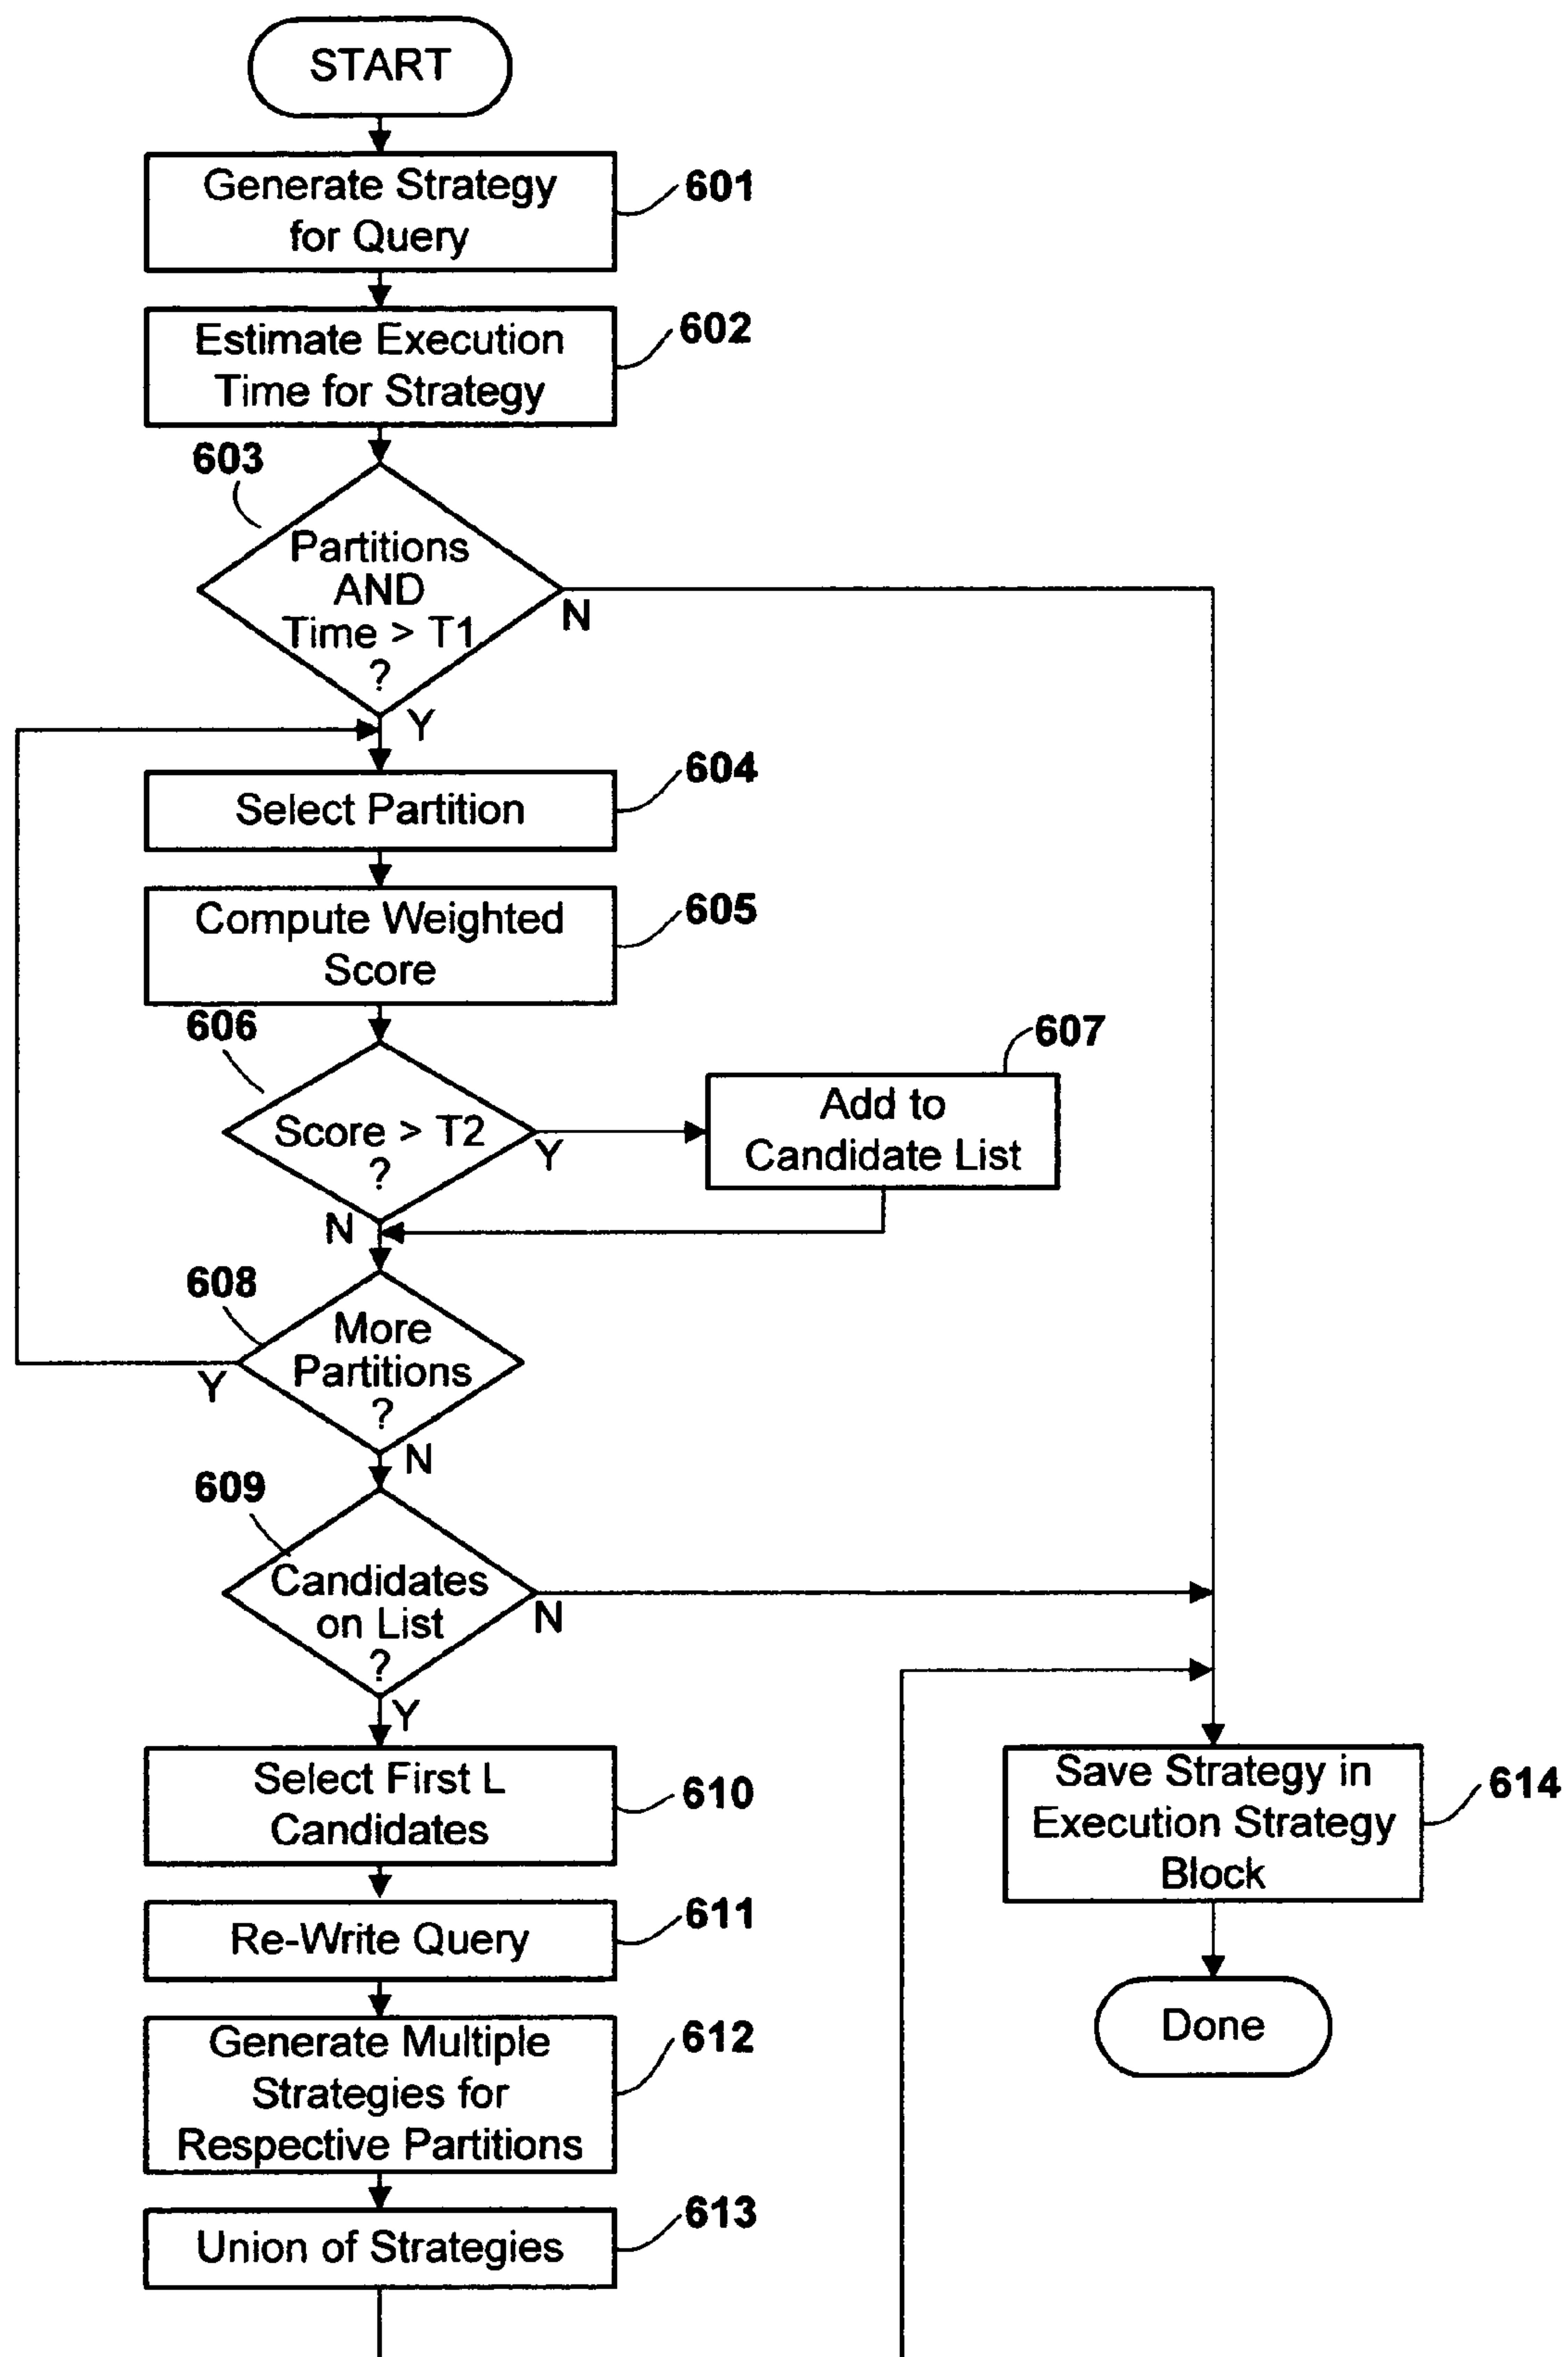 START
Generate Strategy
for Query
601
Estimate Execution
Time for Strategy
602
603
Partitions
AND
Time > T1
?
N
Y
Select Partition
604
Compute Weighted
Score
605
606
Score > T2
?
Y
N
Add to
Candidate List
607
608
More
Partitions
?
Y
N
609
Candidates
on List
?
N
Y
Select First L
Candidates
610
Re-Write Query
611
Generate Multiple
Strategies for
Respective Partitions
612
Union of Strategies
613
Save Strategy in
Execution Strategy
Block
614
Done